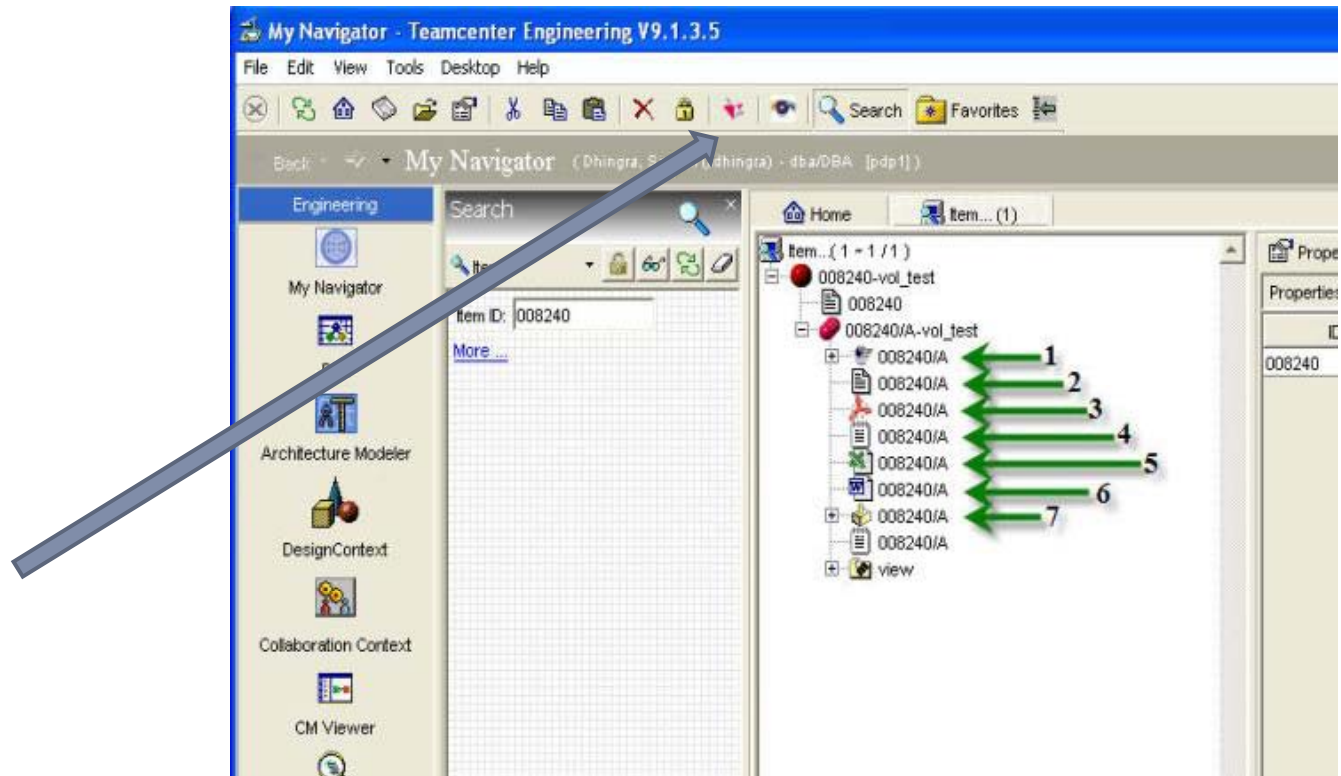 My Navigator - Teamcenter Engineering V9.1.3.5
File Edit View Tools Desktop Help
Search Favorites
Back My Navigator (Dhingra, dhingra) - dba/DBA [pdp1] )
Engineering
My Navigator
Architecture Modeler
DesignContext
Collaboration Context
CM Viewer
Search
Item ID: 008240
More ...
Home Item... (1)
Item...( 1 - 1 / 1 )
008240-vol_test
008240
008240/A-vol_test
008240/A 1
008240/A 2
008240/A 3
008240/A 4
008240/A 5
008240/A 6
008240/A 7
008240/A
view
Prope
Properties
008240